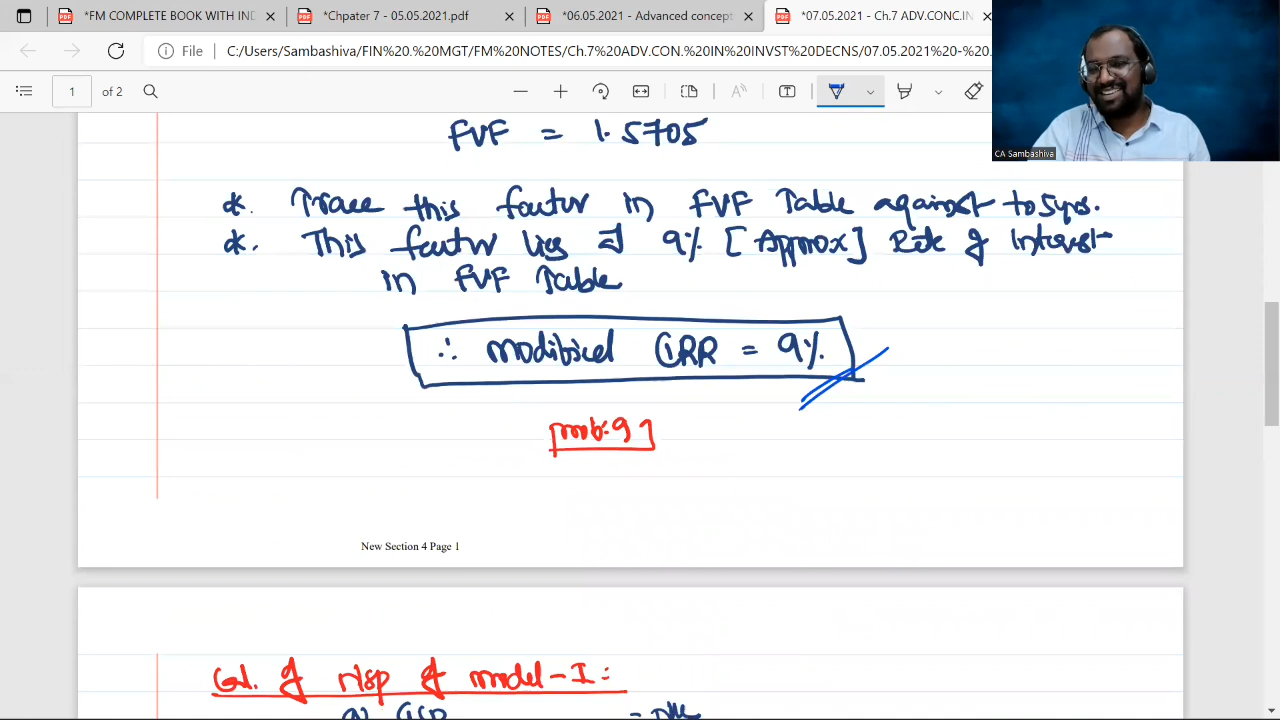 *FM COMPLETE BOOK WITH IND
*Chpater 7 - 05.05.2021.pdf
*06.05.2021 - Advanced concept
*07.05.2021 - Ch.7 ADV.CONC.IN
File C:/Users/Sambashiva/FIN%20.%20MGT/FM%20NOTES/Ch.7%20ADV.CON.%20IN%20INVST%20DECNS/07.05.2021%20-%20.
1 of 2
CA Sambashiva
FVF = 1.5705
*. Trace this factor in FVF Table against to 5yrs.
*. This factor lies at 9% [Approx] Rate of Interest
in FVF Table
∴ modified IRR = 9%
prob:9]
New Section 4 Page 1
Cal. of of model-I: